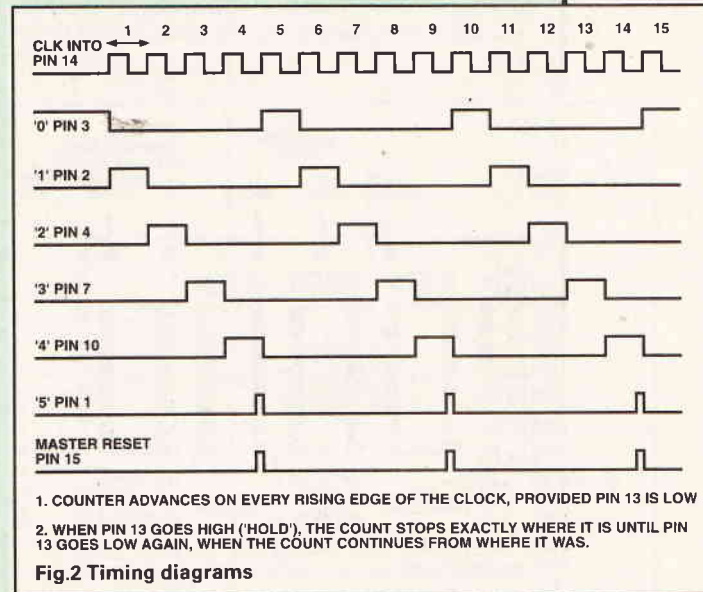 1 2 3 4 5 6 7 8 9 10 11 12 13 14 15
CLK INTO
PIN 14
'0' PIN 3
'1' PIN 2
'2' PIN 4
'3' PIN 7
'4' PIN 10
'5' PIN 1
MASTER RESET
PIN 15
1. COUNTER ADVANCES ON EVERY RISING EDGE OF THE CLOCK, PROVIDED PIN 13 IS LOW
2. WHEN PIN 13 GOES HIGH ('HOLD'), THE COUNT STOPS EXACTLY WHERE IT IS UNTIL PIN
13 GOES LOW AGAIN, WHEN THE COUNT CONTINUES FROM WHERE IT WAS.
Fig.2 Timing diagrams